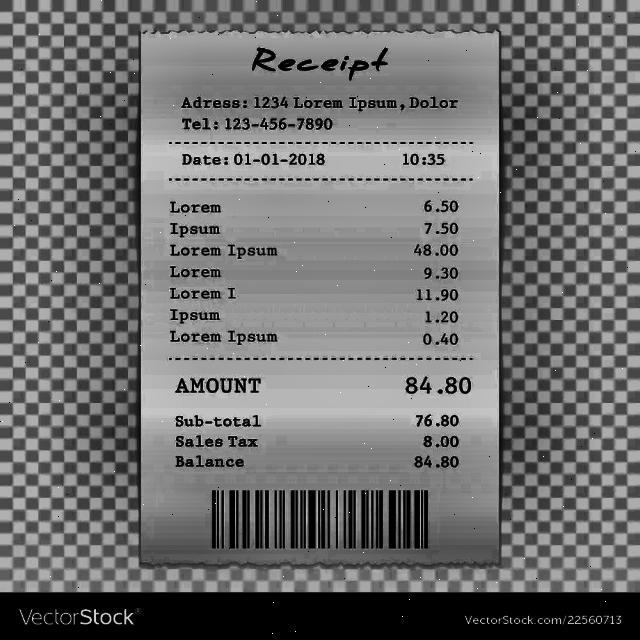 Receipt
Adress: 1234 Lorem Ipsum, Dolor
Tel: 123-456-7890
Date: 01-01-2018 10:35
Lorem 6.50
Ipsum 7.50
Lorem Ipsum 48.00
Lorem 9.30
Lorem I 11.90
Ipsum 1.20
Lorem Ipsum 0.40
AMOUNT 84.80
Sub-total 76.80
Sales Tax 8.00
Balance 84.80
VectorStock
VectorStock.com/22560713